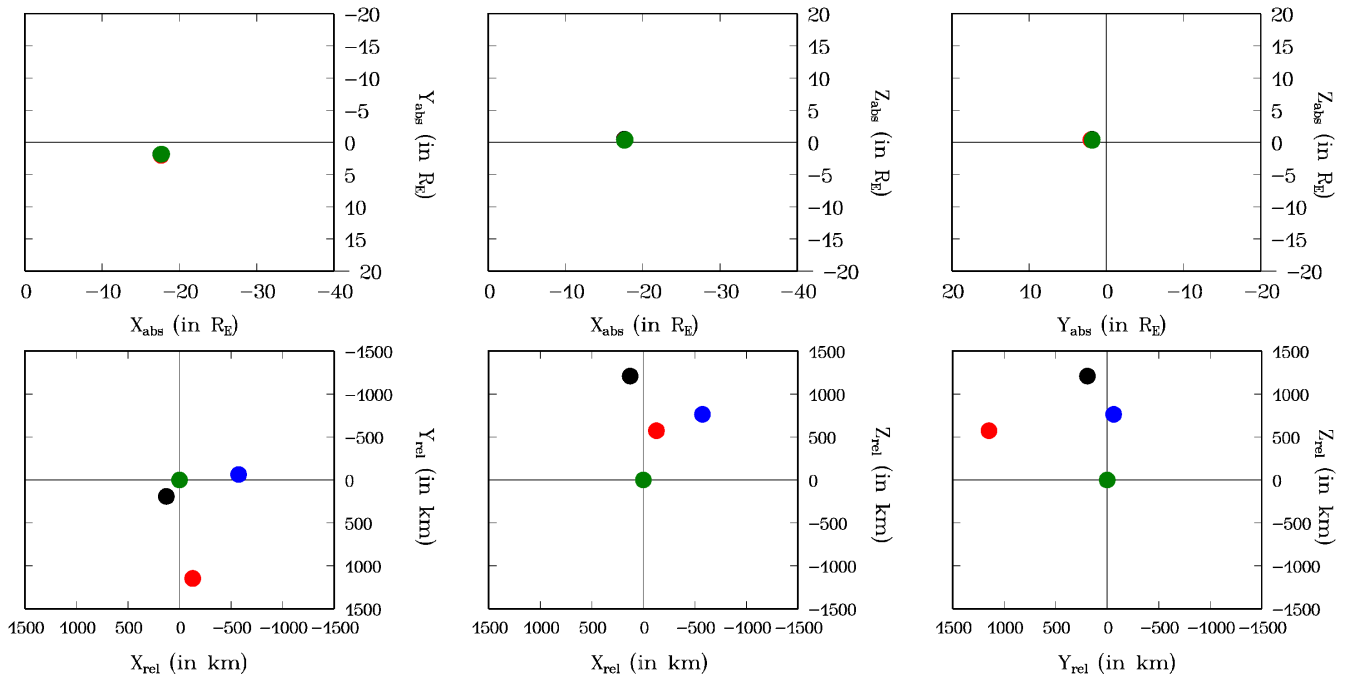 −20 −20 20 20
−15 −15 15 15
−10 −10 10 10
−5 −5 5 5
0 0 0
5 −5 −5
10 −10 −10
15 −15 −15
20 −20 −20
Y_abs (in R_E)
Z_abs (in R_E)
Z_abs (in R_E)
0 −10 −20 −30 −40
0 −10 −20 −30 −40
20 10 0 −10 −20
X_abs (in R_E)
X_abs (in R_E)
Y_abs (in R_E)
−1500 1500 1500
−1000 1000 1000
−500 500 500
0 0 0
500 −500 −500
1000 −1000 −1000
1500 −1500 −1500
Y_rel (in km)
Z_rel (in km)
Z_rel (in km)
1500 1000 500 0 −500 −1000 −1500
1500 1000 500 0 −500 −1000 −1500
1500 1000 500 0 −500 −1000 −1500
X_rel (in km)
X_rel (in km)
Y_rel (in km)